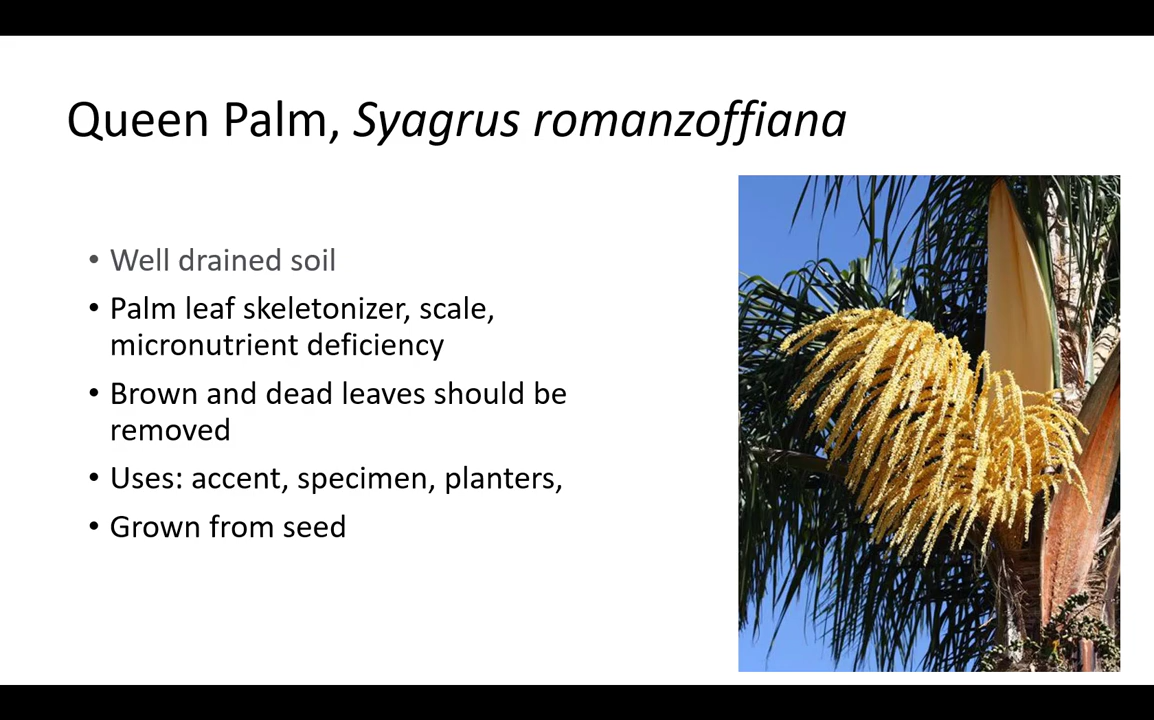 Queen Palm, Syagrus romanzoffiana
• Well drained soil
• Palm leaf skeletonizer, scale,
micronutrient deficiency
• Brown and dead leaves should be
removed
• Uses: accent, specimen, planters,
• Grown from seed